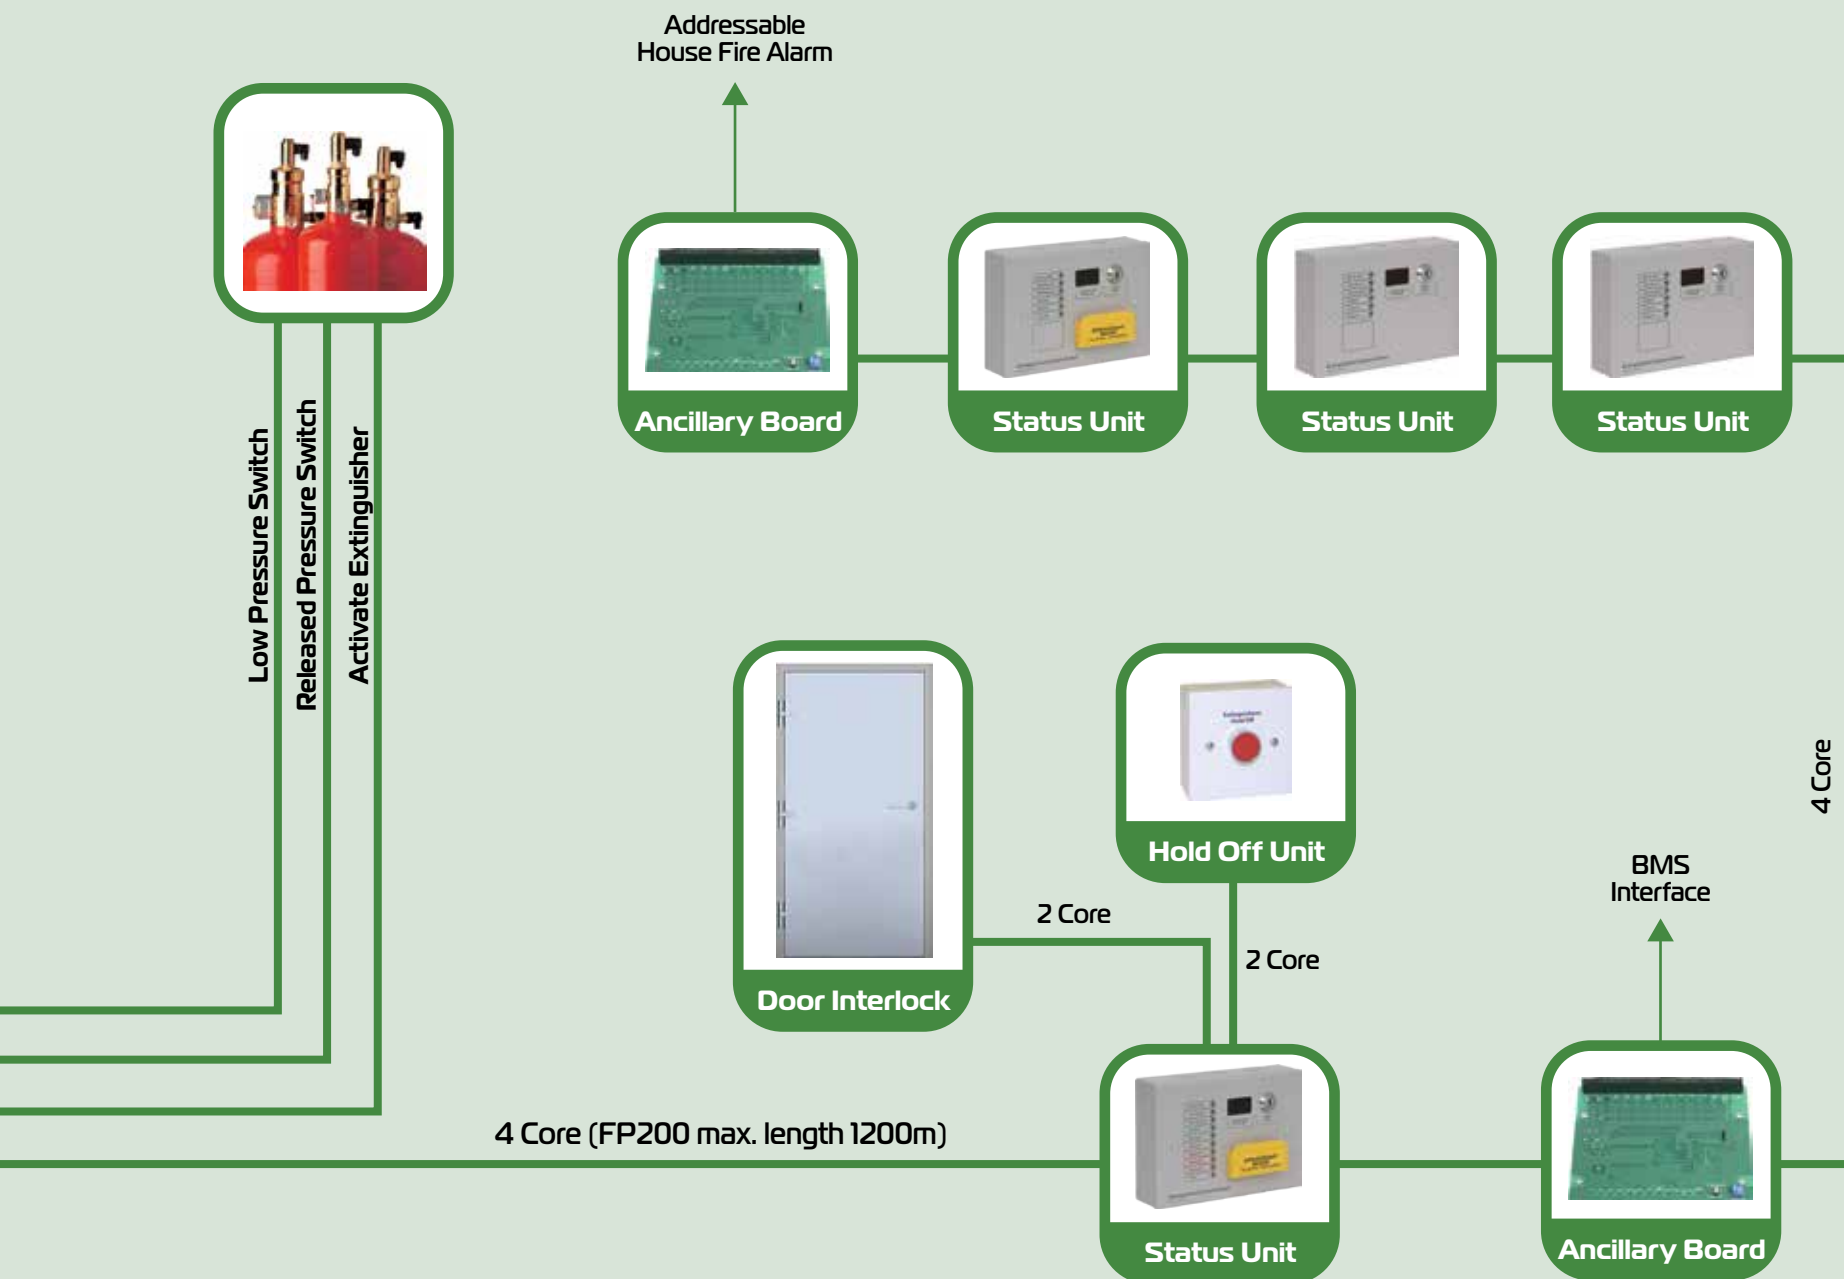 Addressable
House Fire Alarm
Ancillary Board
Status Unit
Status Unit
Status Unit
Low Pressure Switch
Released Pressure Switch
Activate Extinguisher
4 Core
Hold Off Unit
BMS
Interface
2 Core
2 Core
Door Interlock
4 Core (FP200 max. length 1200m)
Status Unit
Ancillary Board